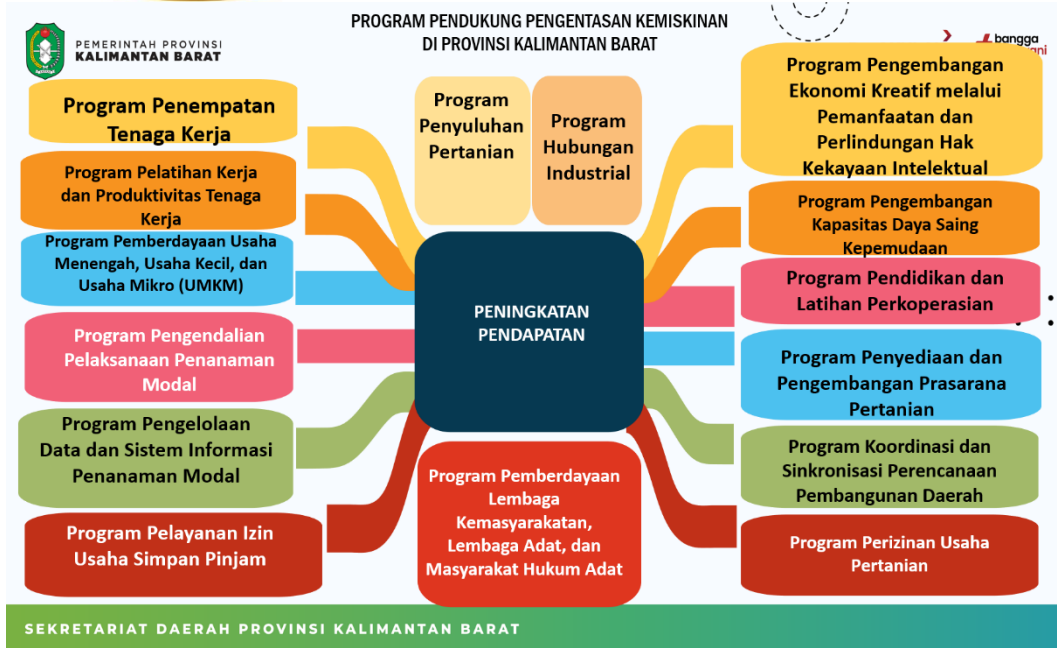 PROGRAM PENDUKUNG PENGENTASAN KEMISKINAN
DI PROVINSI KALIMANTAN BARAT
PEMERINTAH PROVINSI
KALIMANTAN BARAT
bangga
Program Penempatan
Tenaga Kerja
Program Pelatihan Kerja
dan Produktivitas Tenaga
Kerja
Program Pemberdayaan Usaha
Menengah, Usaha Kecil, dan
Usaha Mikro (UMKM)
Program Pengendalian
Pelaksanaan Penanaman
Modal
Program Pengelolaan
Data dan Sistem Informasi
Penanaman Modal
Program Pelayanan Izin
Usaha Simpan Pinjam
Program
Penyuluhan
Pertanian
Program
Hubungan
Industrial
PENINGKATAN
PENDAPATAN
Program Pemberdayaan
Lembaga
Kemasyarakatan,
Lembaga Adat, dan
Masyarakat Hukum Adat
Program Pengembangan
Ekonomi Kreatif melalui
Pemanfaatan dan
Perlindungan Hak
Kekayaan Intelektual
Program Pengembangan
Kapasitas Daya Saing
Kepemudaan
Program Pendidikan dan
Latihan Perkoperasian
Program Penyediaan dan
Pengembangan Prasarana
Pertanian
Program Koordinasi dan
Sinkronisasi Perencanaan
Pembangunan Daerah
Program Perizinan Usaha
Pertanian
SEKRETARIAT DAERAH PROVINSI KALIMANTAN BARAT